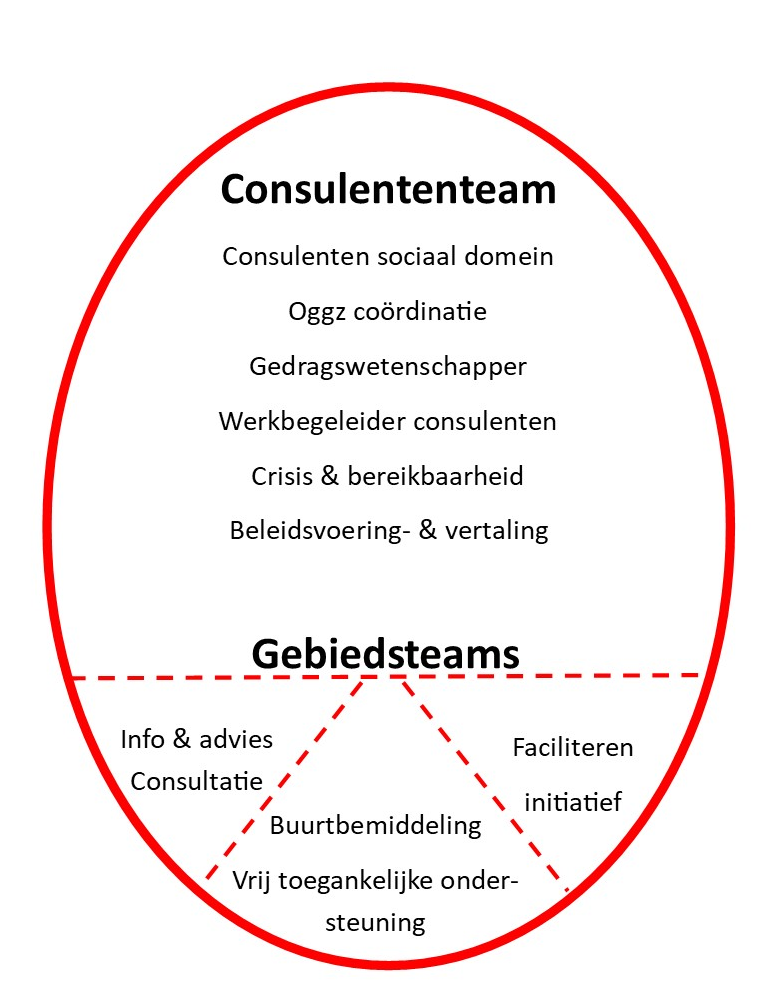 Consulententeam
Consulenten sociaal domein
Oggz coördinatie
Gedragswetenschapper
Werkbegeleider consulenten
Crisis & bereikbaarheid
Beleidsvoering- & vertaling
Gebiedsteams
Info & advies
Consultatie
Buurtbemiddeling
Vrij toegankelijke onder-
steuning
Faciliteren
initiatief